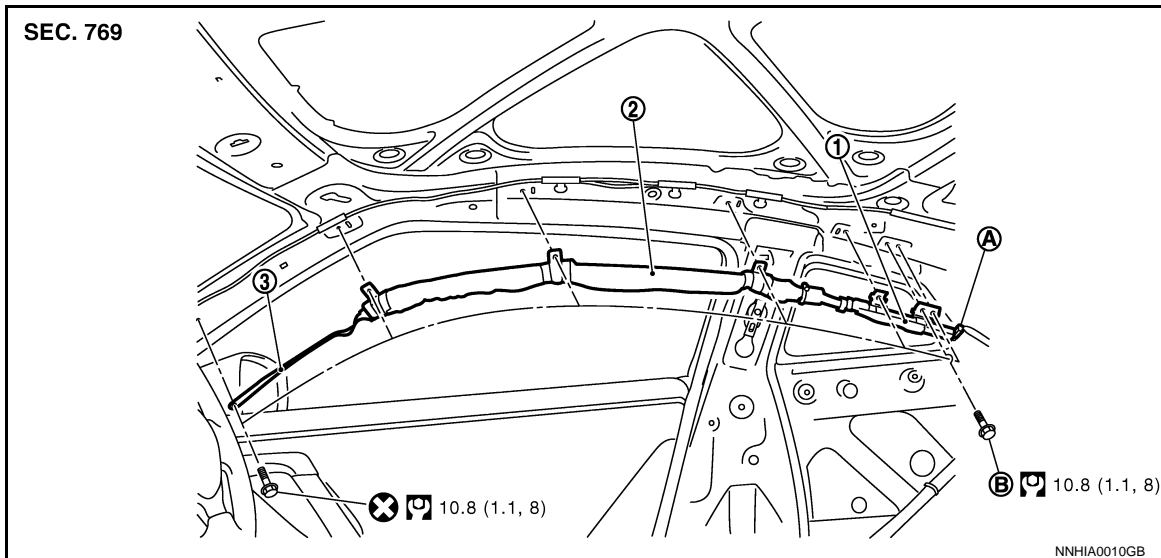 SEC. 769
2
1
A
3
B 10.8 (1.1, 8)
10.8 (1.1, 8)
NNHIA0010GB